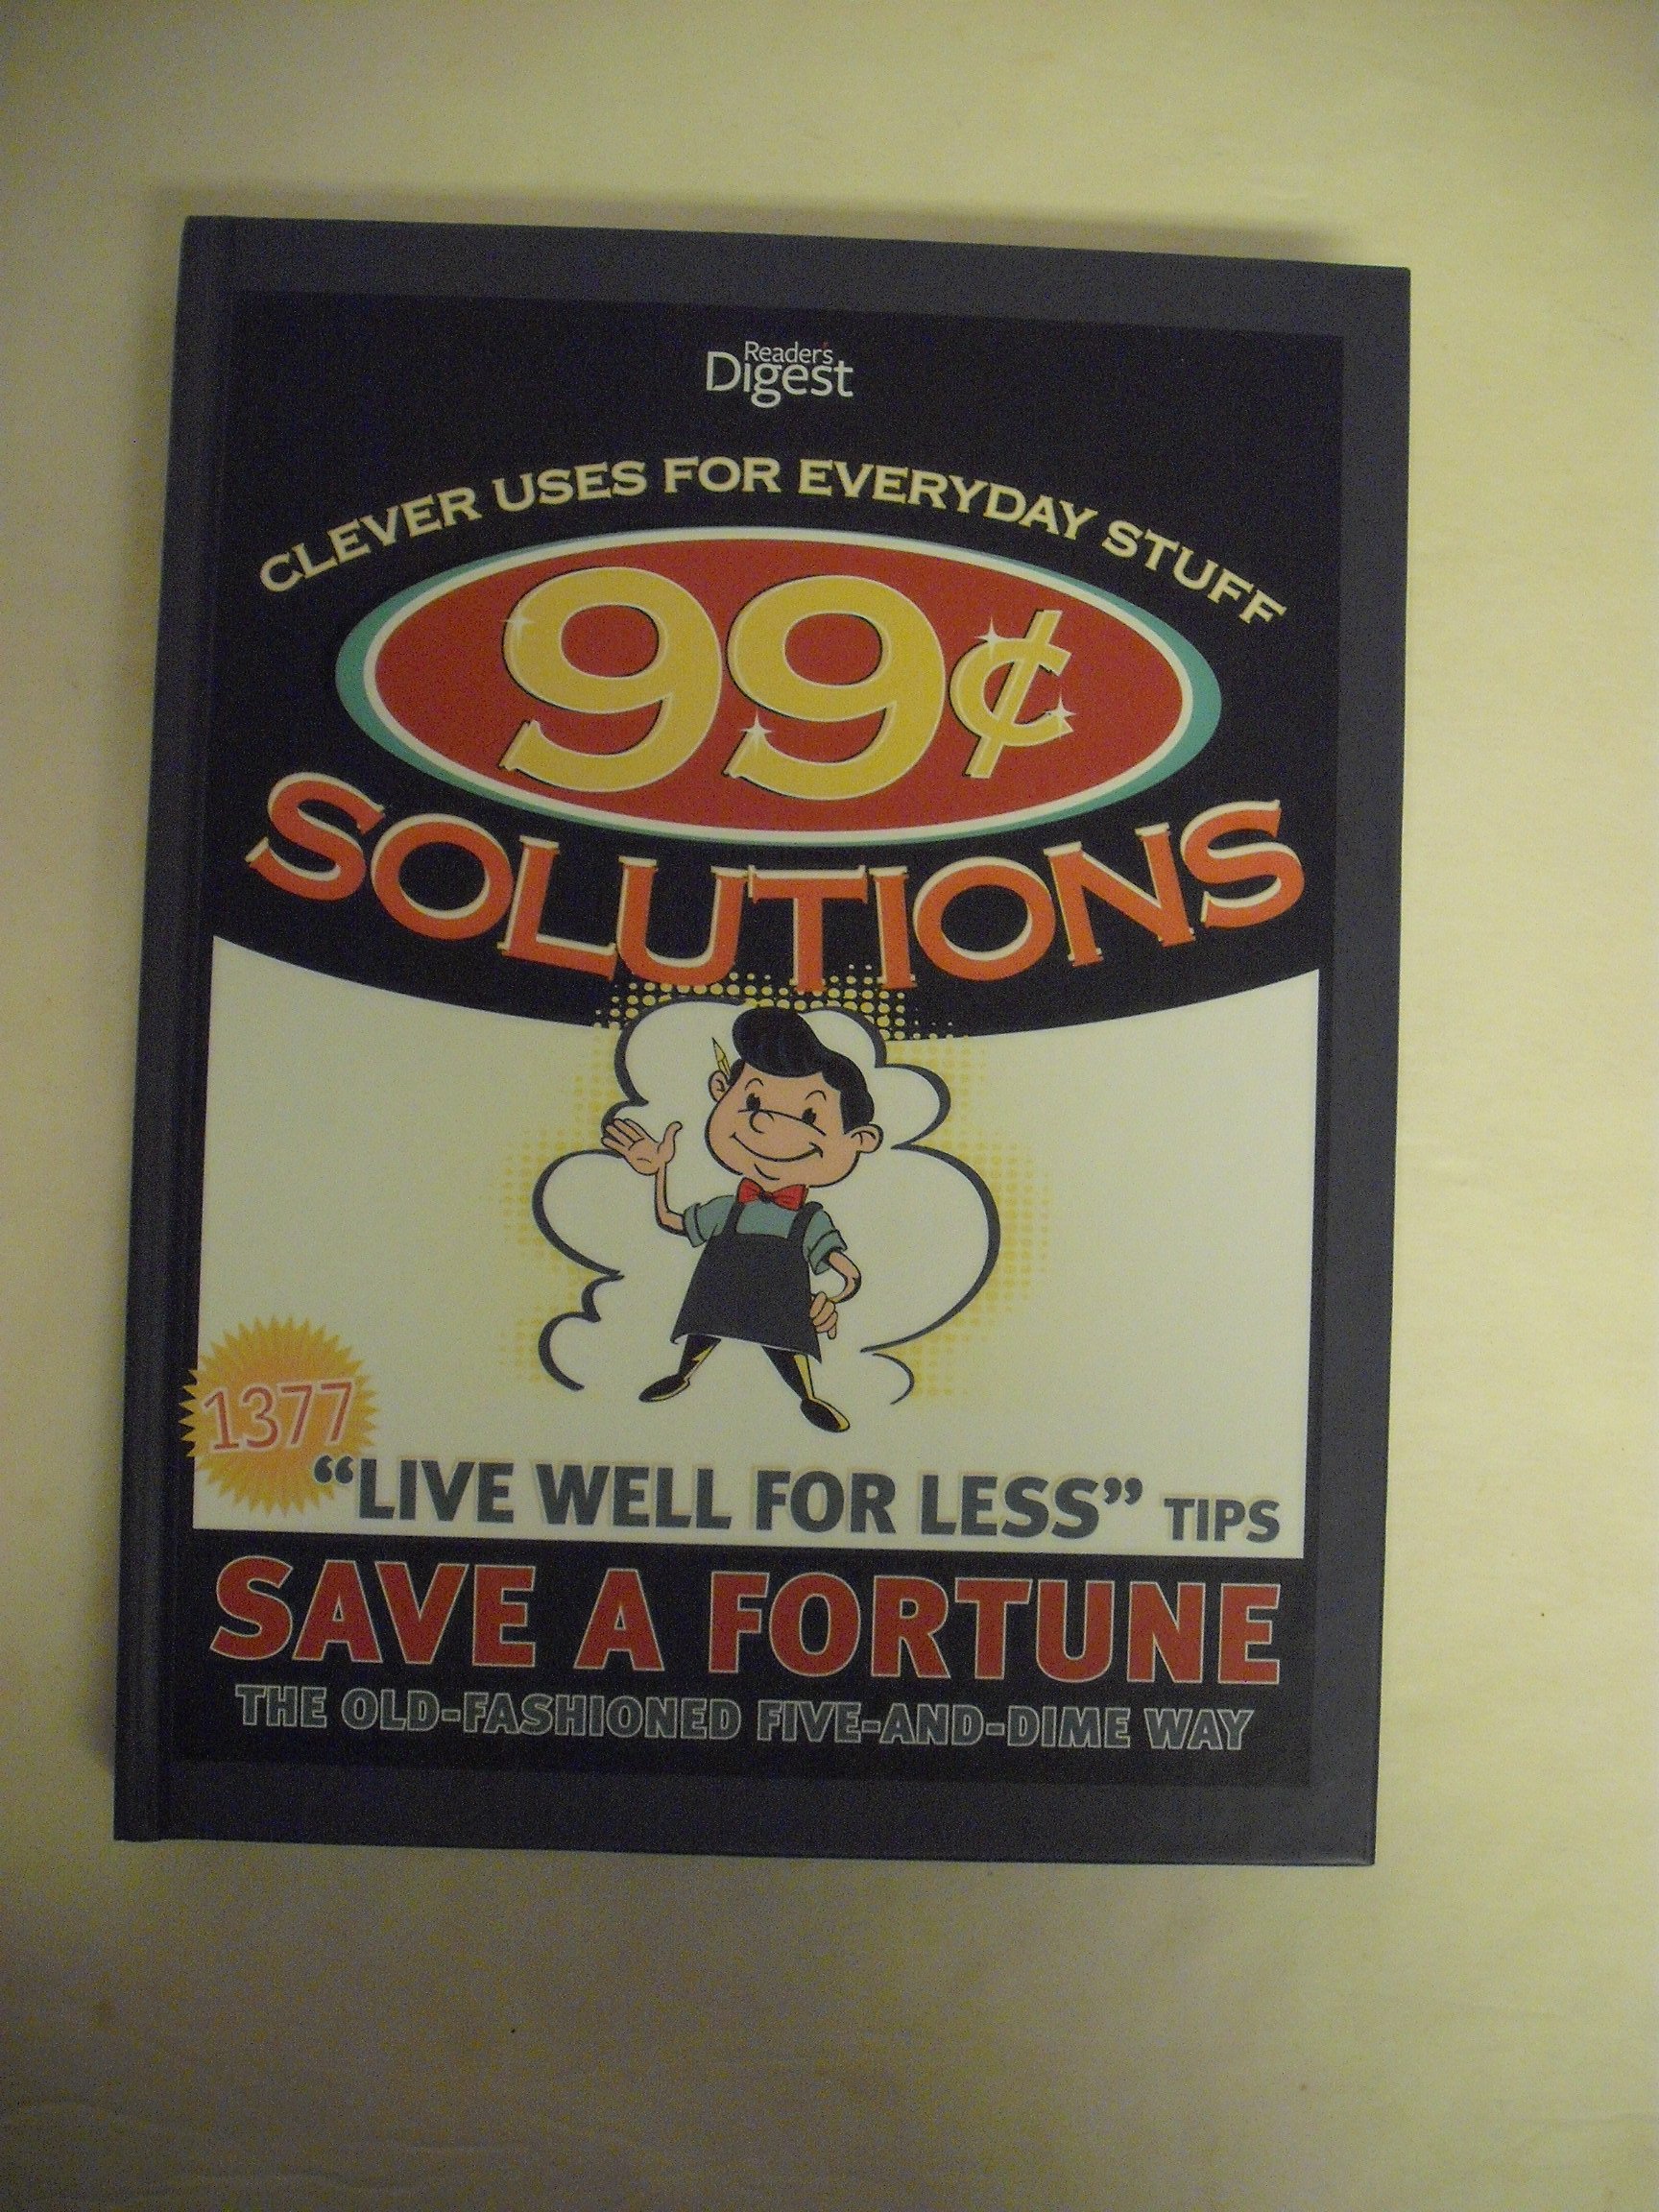 Reader's
Digest
CLEVER USES FOR EVERYDAY STUFF
99¢
SOLUTIONS
1377
“LIVE WELL FOR LESS” TIPS
SAVE A FORTUNE
THE OLD-FASHIONED FIVE-AND-DIME WAY